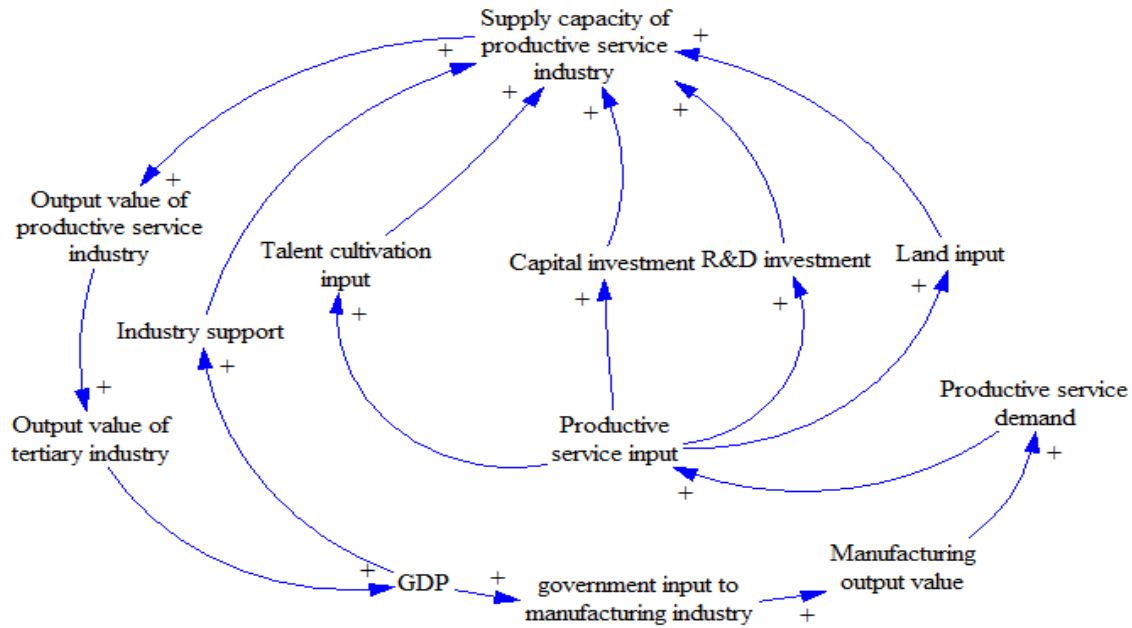 Supply capacity of
productive service
industry
+
+
+
+
+
+
Output value of
productive service
industry
Talent cultivation
input
Capital investment
R&D investment
Land input
+
+
+
+
Industry support
+
+
Output value of
tertiary industry
Productive
service input
+
Productive service
demand
+
Manufacturing
output value
+
GDP
+
government input to
manufacturing industry
+